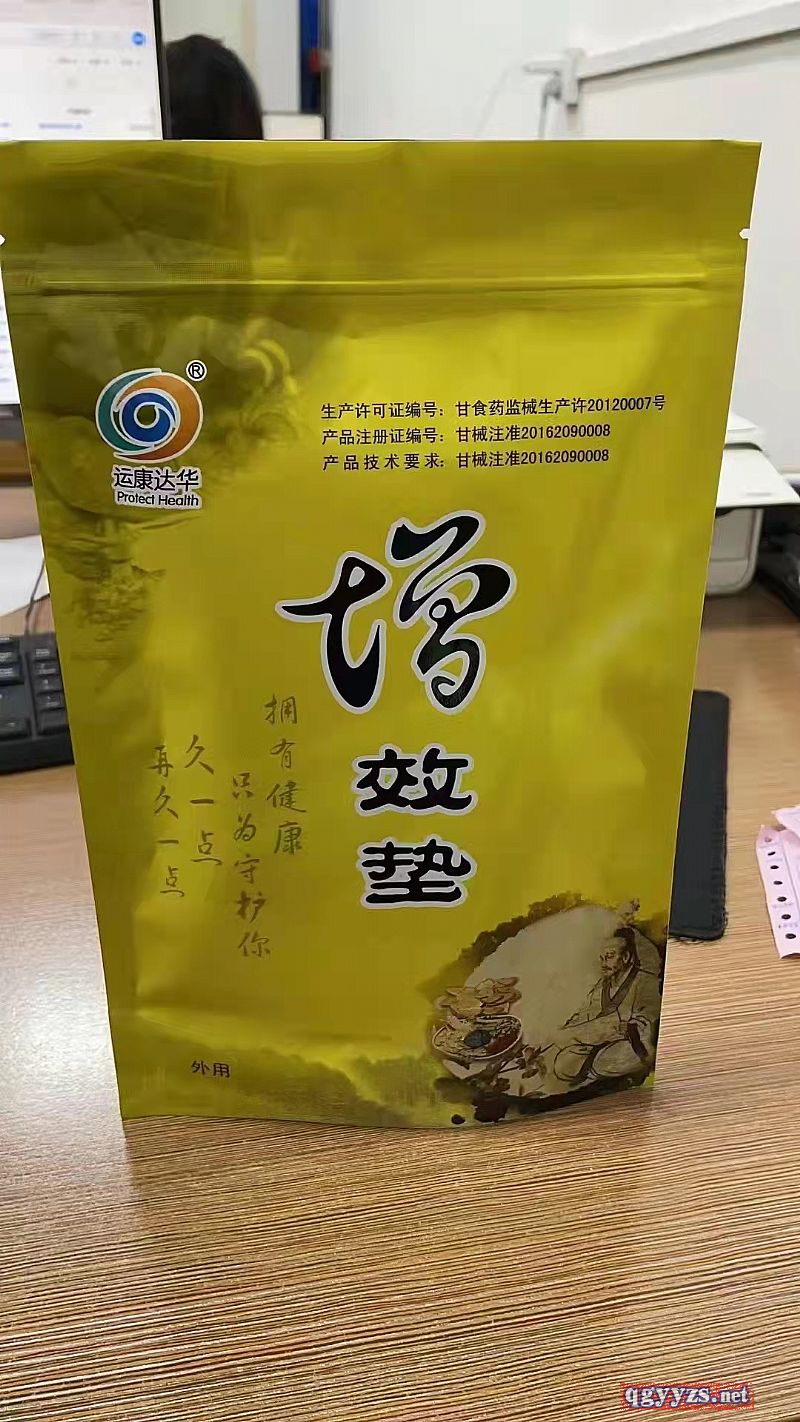 ®
运康达华
Protect Health
生产许可证编号：甘食药监械生产许20120007号
产品注册证编号：甘械注准20162090008
产品技术要求：甘械注准20162090008
增效垫
拥有健康
只为守护你
久一点
再久一点
外用
qgyyzs.net